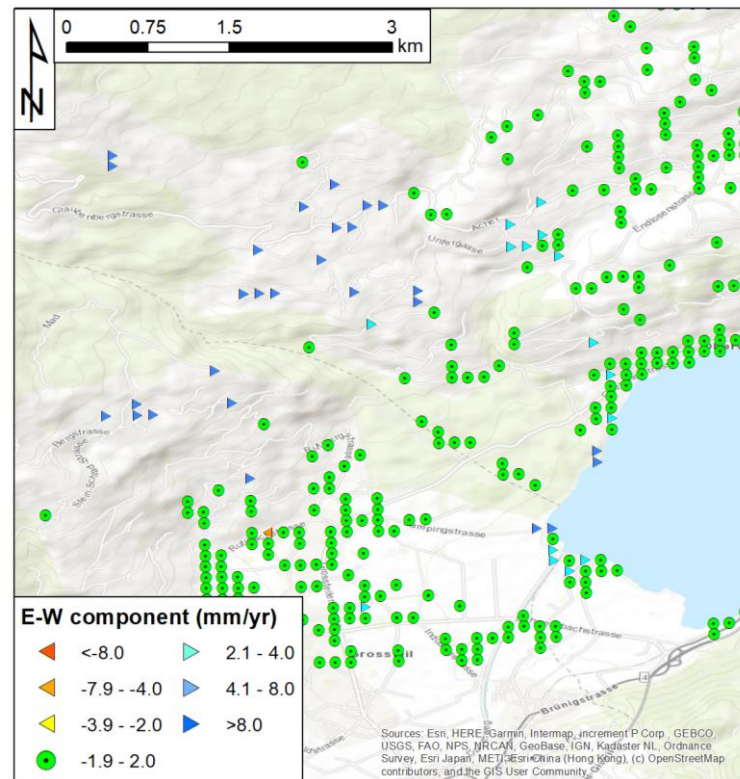 0 0.75 1.5 3
km
N
Glaubenbergstrasse
Acher
Untergasse
Endlosenstrasse
Mad
Bergstrasse
Grossteil
Brünigstrasse
4
E-W component (mm/yr)
<-8.0 2.1 - 4.0
-7.9 - -4.0 4.1 - 8.0
-3.9 - -2.0 >8.0
-1.9 - 2.0
Sources: Esri, HERE, Garmin, Intermap, increment P Corp., GEBCO,
USGS, FAO, NPS, NRCAN, GeoBase, IGN, Kadaster NL, Ordnance
Survey, Esri Japan, METI, Esri China (Hong Kong), (c) OpenStreetMap
contributors, and the GIS User Community